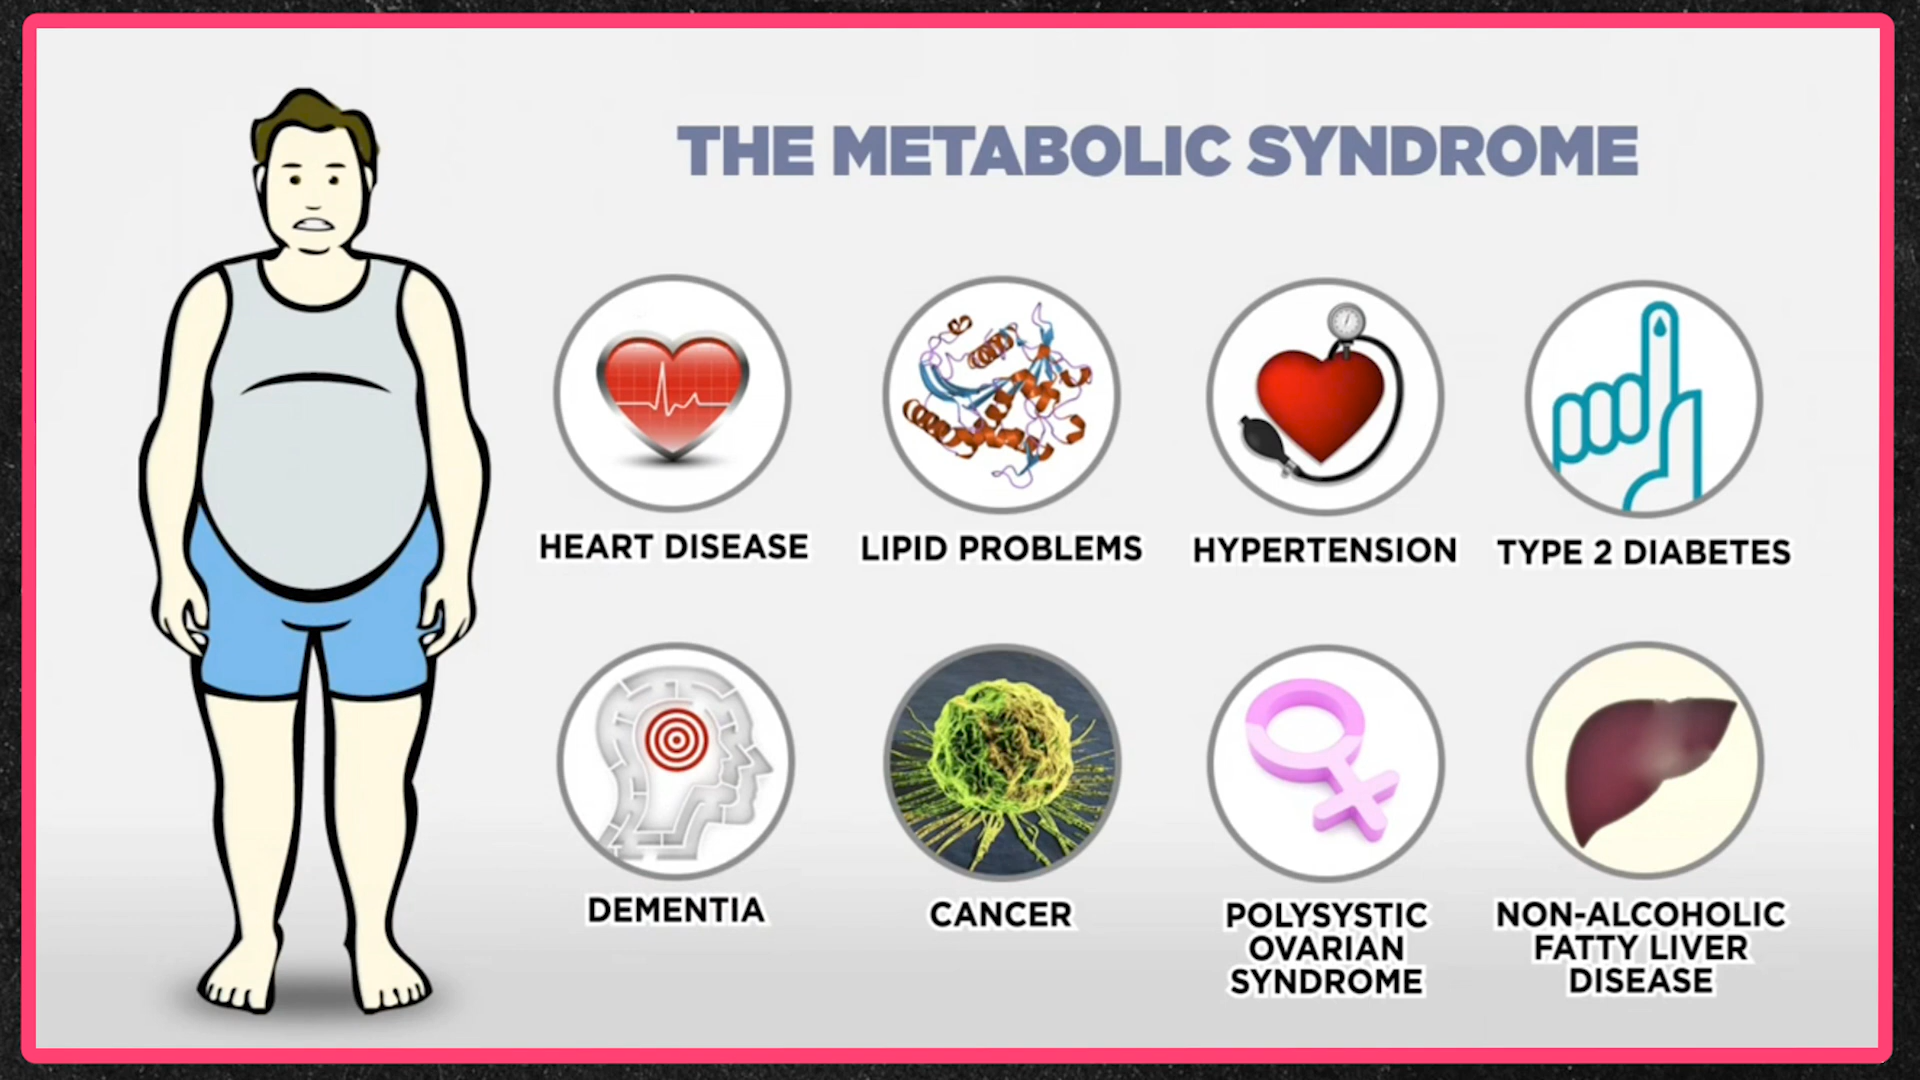 THE METABOLIC SYNDROME
HEART DISEASE
LIPID PROBLEMS
HYPERTENSION
TYPE 2 DIABETES
DEMENTIA
CANCER
POLYSYSTIC
OVARIAN
SYNDROME
NON-ALCOHOLIC
FATTY LIVER
DISEASE